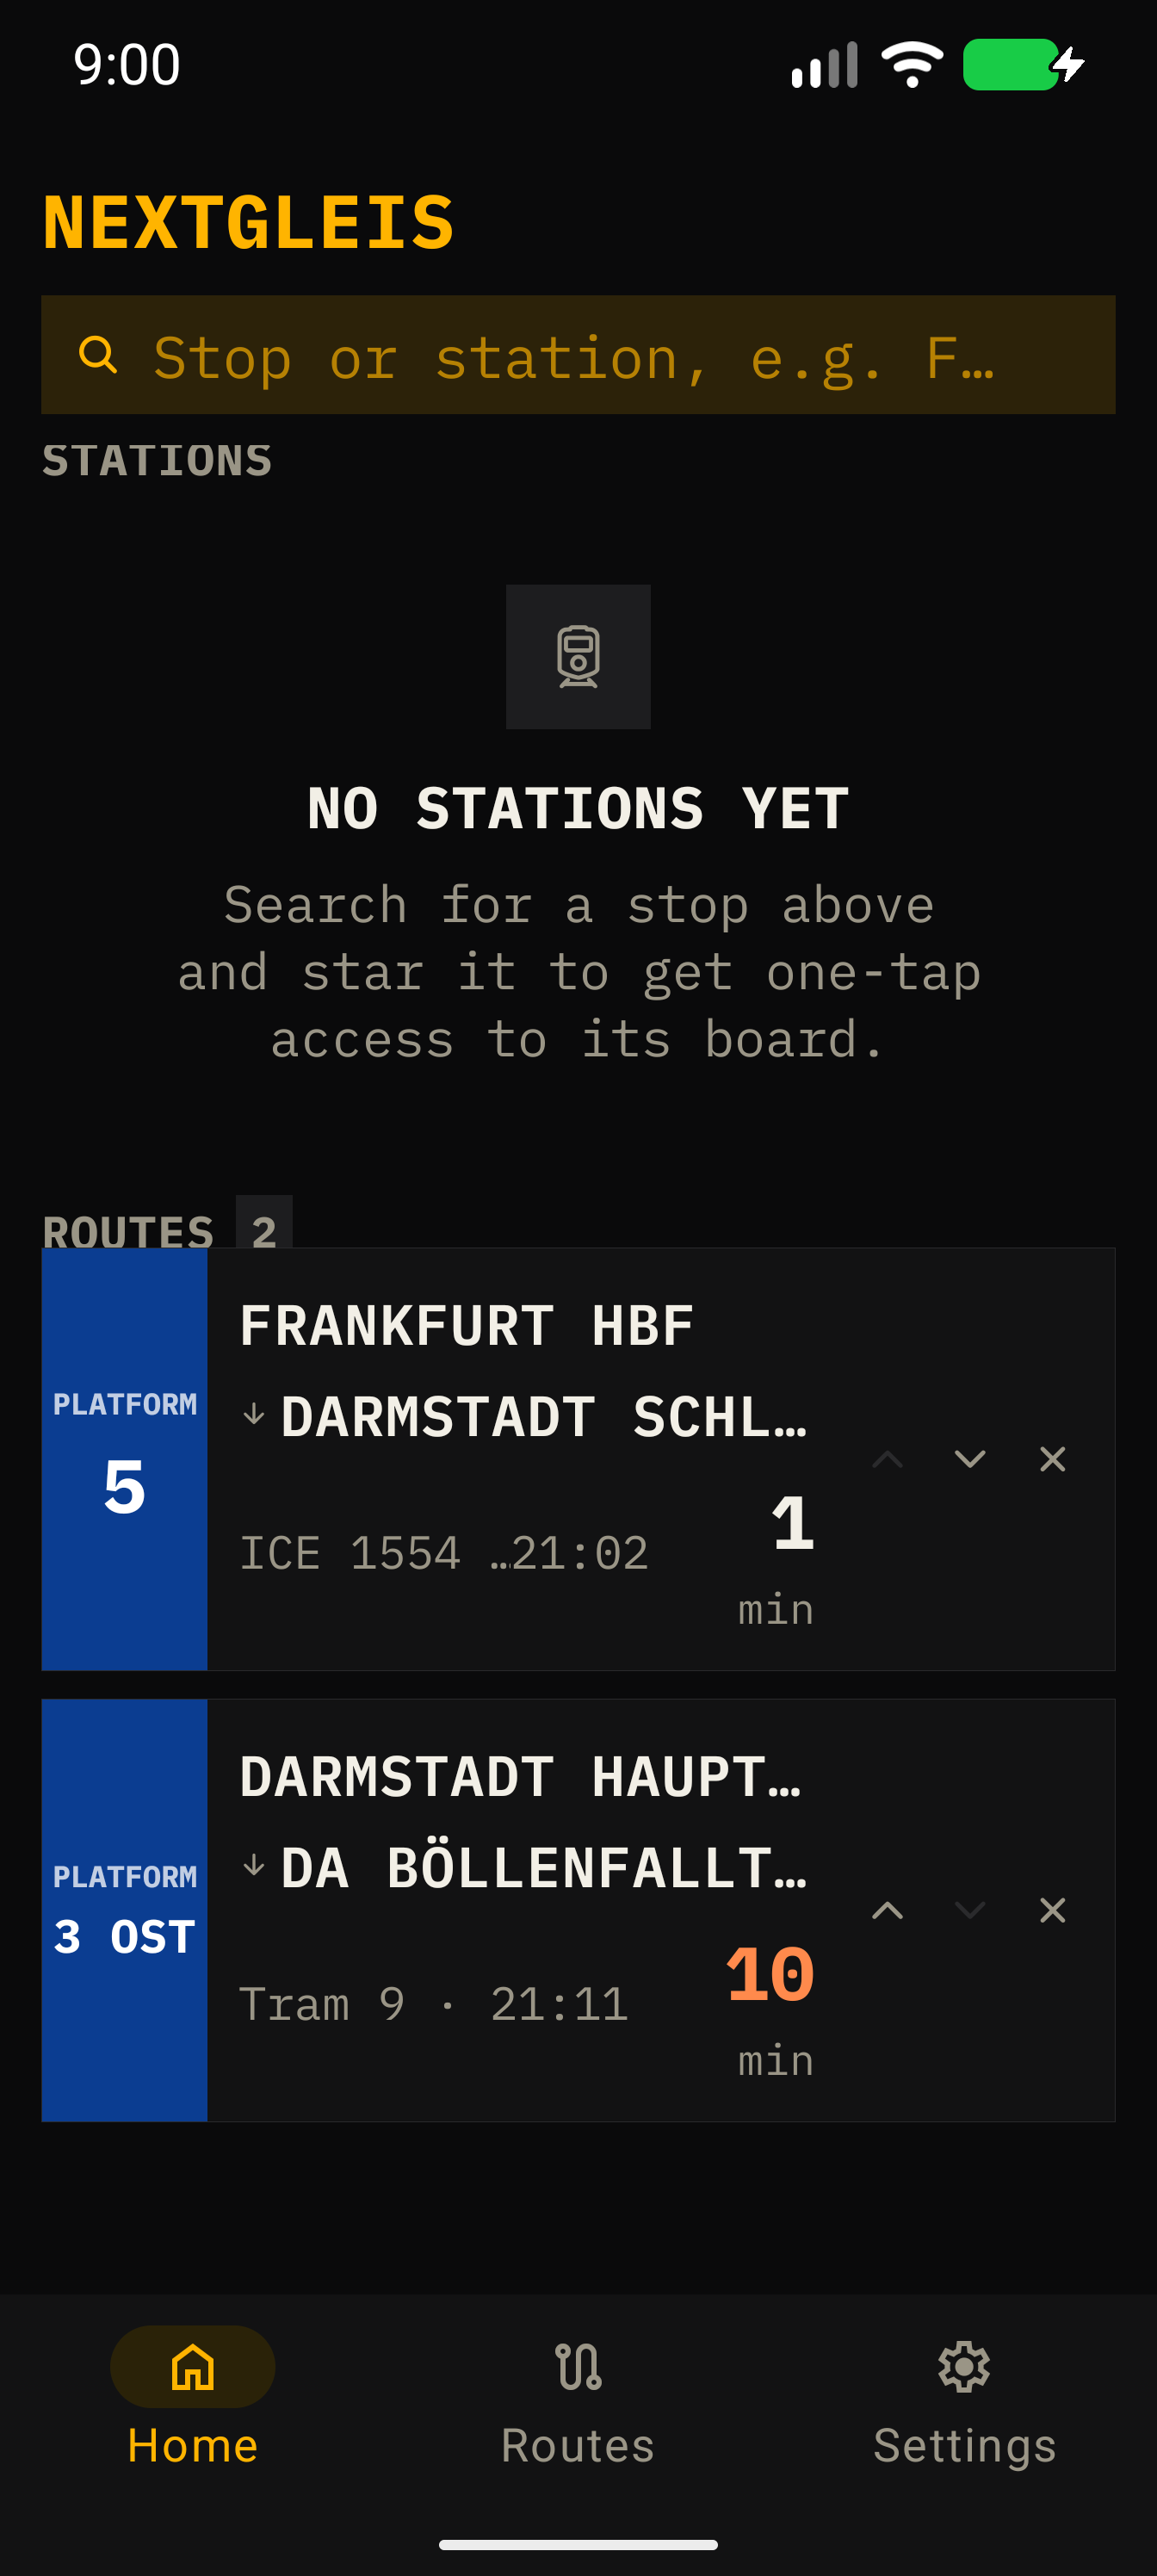 9:00
NEXTGLEIS
Stop or station, e.g. F…
STATIONS
NO STATIONS YET
Search for a stop above
and star it to get one-tap
access to its board.
ROUTES 2
PLATFORM
5
FRANKFURT HBF
↓ DARMSTADT SCHL…
ICE 1554 …21:02
1
min
PLATFORM
3 OST
DARMSTADT HAUPT…
↓ DA BÖLLENFALLT…
Tram 9 · 21:11
10
min
Home
Routes
Settings